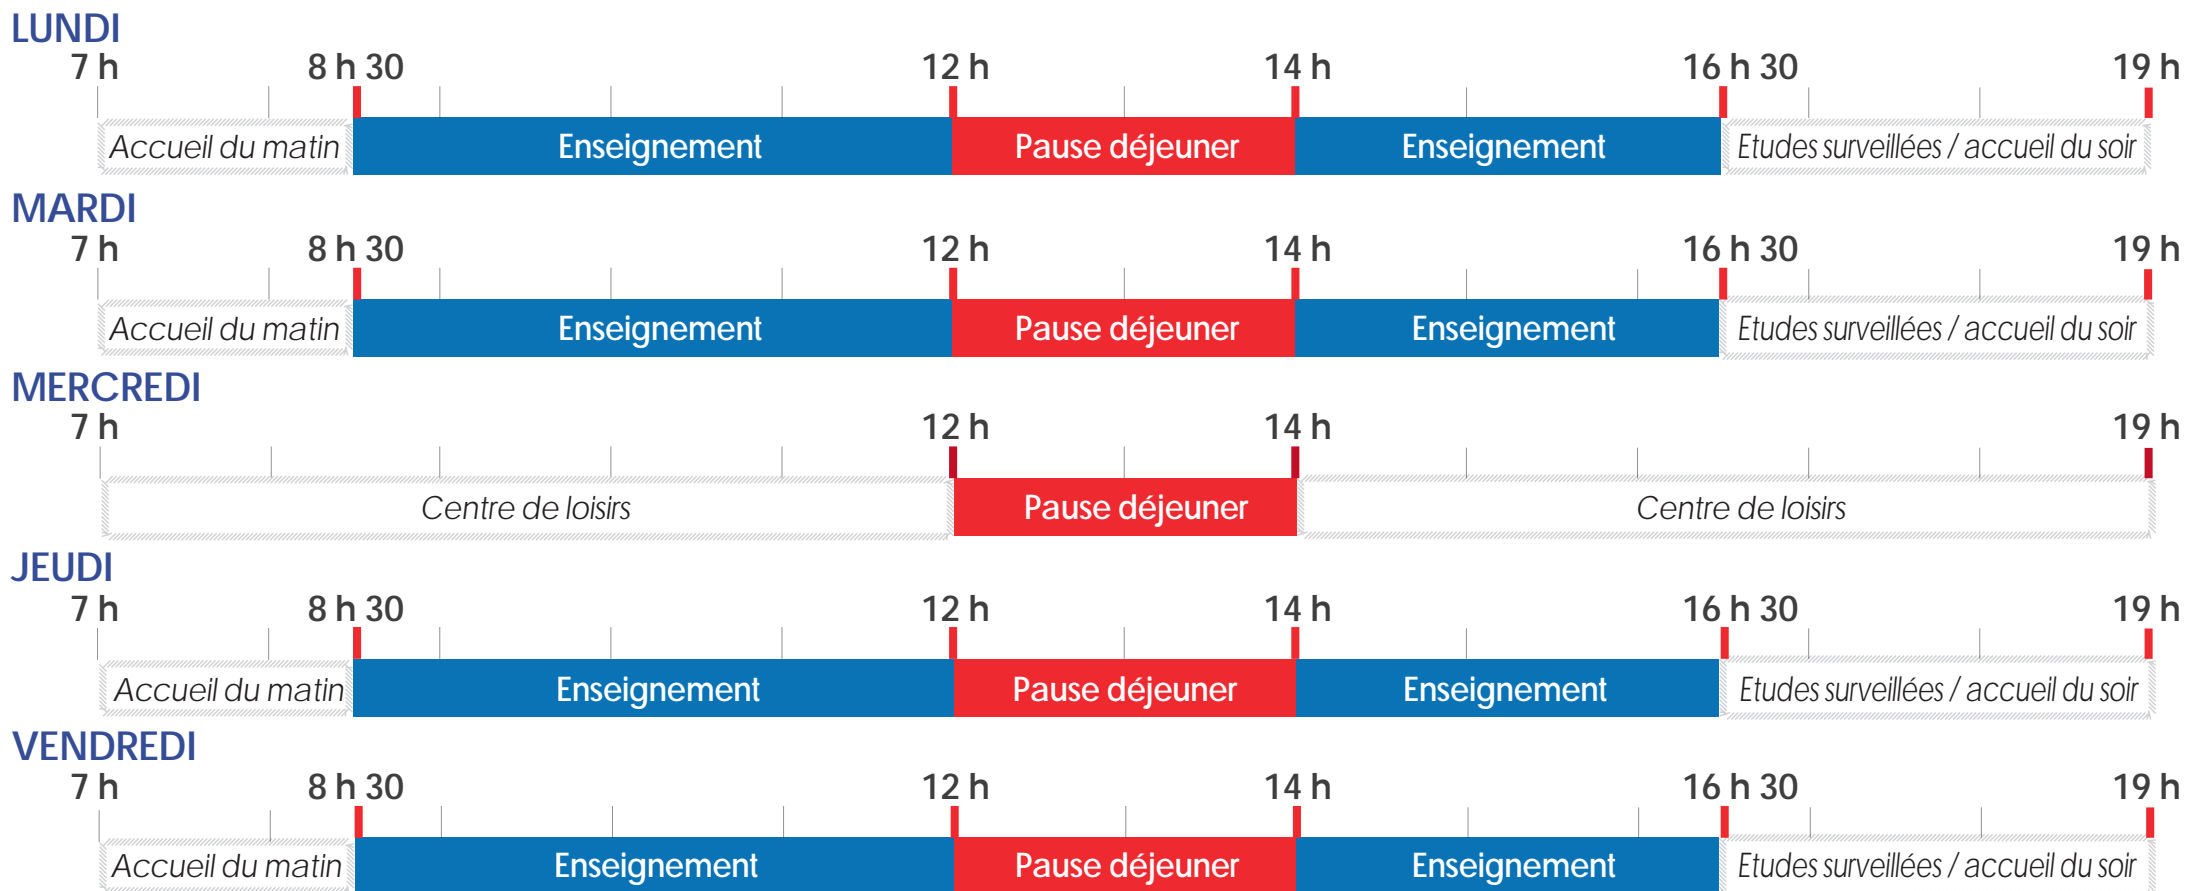 LUNDI
7 h 8 h 30 12 h 14 h 16 h 30 19 h
Accueil du matin Enseignement Pause déjeuner Enseignement Etudes surveillées / accueil du soir
MARDI
7 h 8 h 30 12 h 14 h 16 h 30 19 h
Accueil du matin Enseignement Pause déjeuner Enseignement Etudes surveillées / accueil du soir
MERCREDI
7 h 12 h 14 h 19 h
Centre de loisirs Pause déjeuner Centre de loisirs
JEUDI
7 h 8 h 30 12 h 14 h 16 h 30 19 h
Accueil du matin Enseignement Pause déjeuner Enseignement Etudes surveillées / accueil du soir
VENDREDI
7 h 8 h 30 12 h 14 h 16 h 30 19 h
Accueil du matin Enseignement Pause déjeuner Enseignement Etudes surveillées / accueil du soir